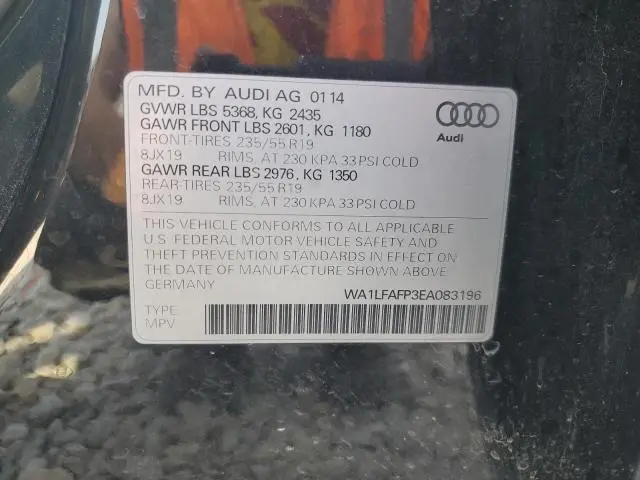 MFD. BY AUDI AG 01 14
GVWR LBS 5368, KG 2435
GAWR FRONT LBS 2601, KG 1180
FRONT-TIRES 235/55 R19
8JX19 RIMS, AT 230 KPA 33 PSI COLD
GAWR REAR LBS 2976, KG 1350
REAR-TIRES 235/55 R19
8JX19 RIMS, AT 230 KPA 33 PSI COLD
Audi
THIS VEHICLE CONFORMS TO ALL APPLICABLE
U.S. FEDERAL MOTOR VEHICLE SAFETY AND
THEFT PREVENTION STANDARDS IN EFFECT ON
THE DATE OF MANUFACTURE SHOWN ABOVE
GERMANY
WA1LFAFP3EA083196
TYPE:
MPV